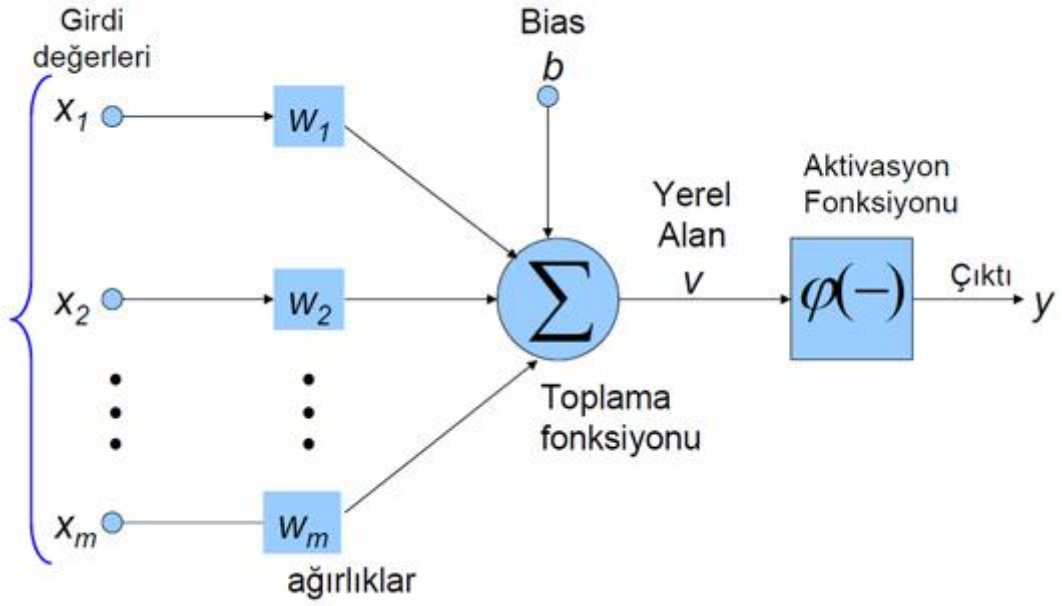 Girdi
değerleri
Bias
b
x1
w1
Aktivasyon
Fonksiyonu
Yerel
Alan
v
x2
w2
∑
φ(−)
Çıktı
y
Toplama
fonksiyonu
xm
wm
ağırlıklar